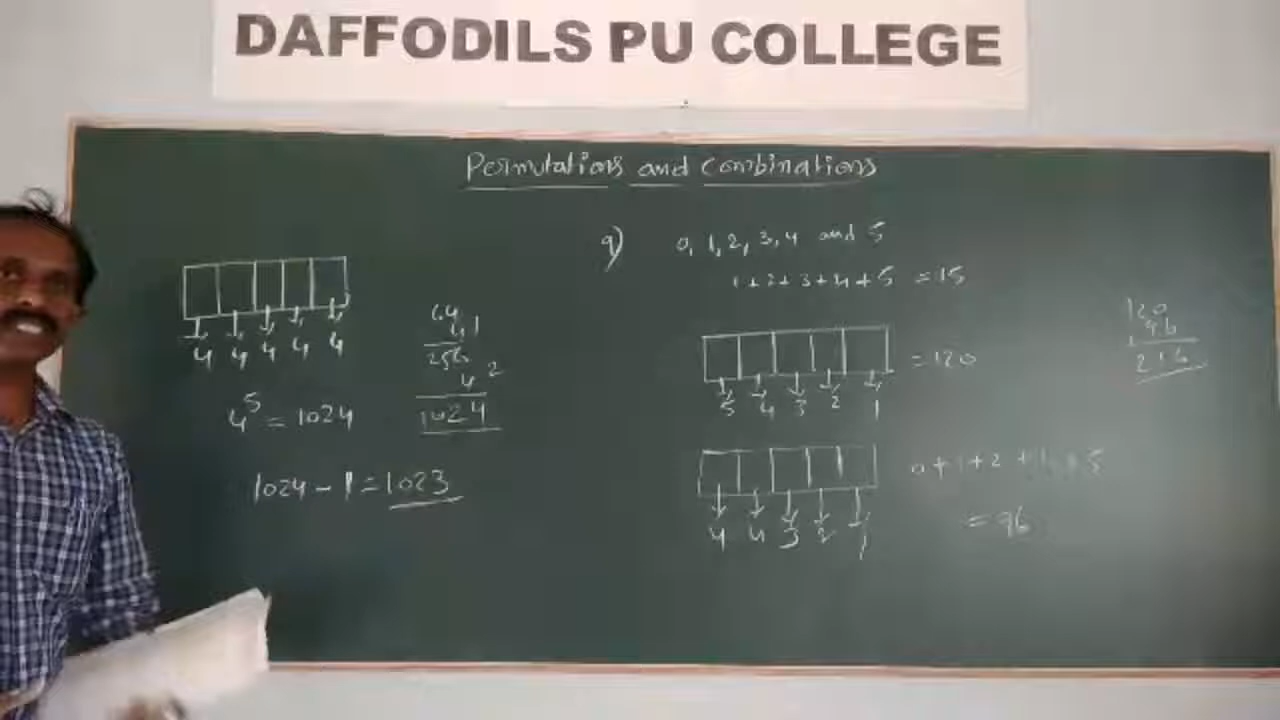 DAFFODILS PU COLLEGE
Permutations and Combinations
4 4 4 4 4
4^5 = 1024
1024 - 1 = 1023
64
4 1
256
4 2
1024
9) 0, 1, 2, 3, 4 and 5
1+2+3+4+5 = 15
= 120
5 4 3 2 1
0+1+2+
5
4 4 3 2 1
= 96
120
96
216